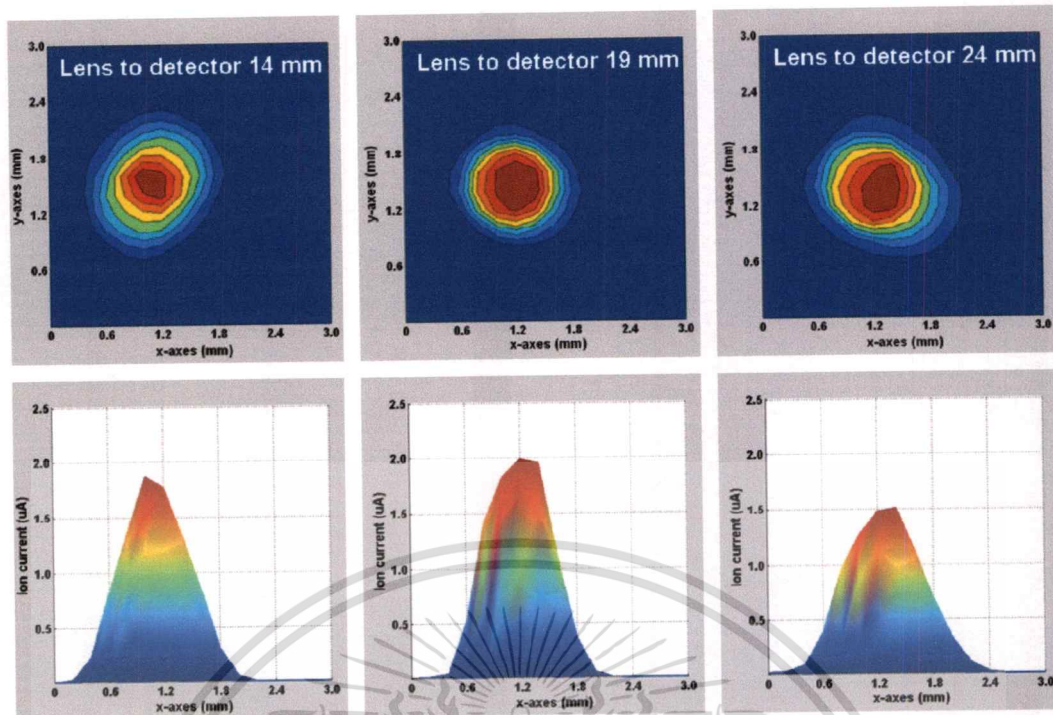 Lens to detector 14 mm
3.0
2.4
1.8
1.2
0.6
y-axes (mm)
0 0.6 1.2 1.8 2.4 3.0
x-axes (mm)
Lens to detector 19 mm
3.0
2.4
1.8
1.2
0.6
y-axes (mm)
0 0.6 1.2 1.8 2.4 3.0
x-axes (mm)
Lens to detector 24 mm
3.0
2.4
1.8
1.2
0.6
y-axes (mm)
0 0.6 1.2 1.8 2.4 3.0
x-axes (mm)
2.5
2.0
1.5
1.0
0.5
Ion current (uA)
0 0.6 1.2 1.8 2.4 3.0
x-axes (mm)
2.5
2.0
1.5
1.0
0.5
Ion current (uA)
0 0.6 1.2 1.8 2.4 3.0
x-axes (mm)
2.5
2.0
1.5
1.0
0.5
Ion current (uA)
0 0.6 1.2 1.8 2.4 3.0
x-axes (mm)